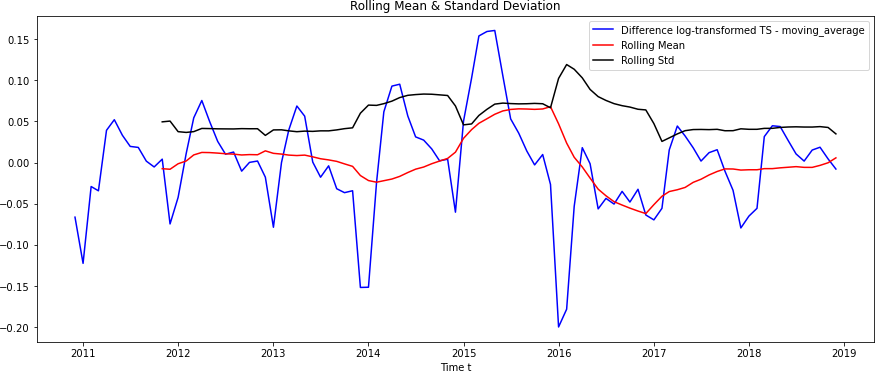 Rolling Mean & Standard Deviation
Difference log-transformed TS - moving_average
Rolling Mean
Rolling Std
0.15
0.10
0.05
0.00
−0.05
−0.10
−0.15
−0.20
2011 2012 2013 2014 2015 2016 2017 2018 2019
Time t